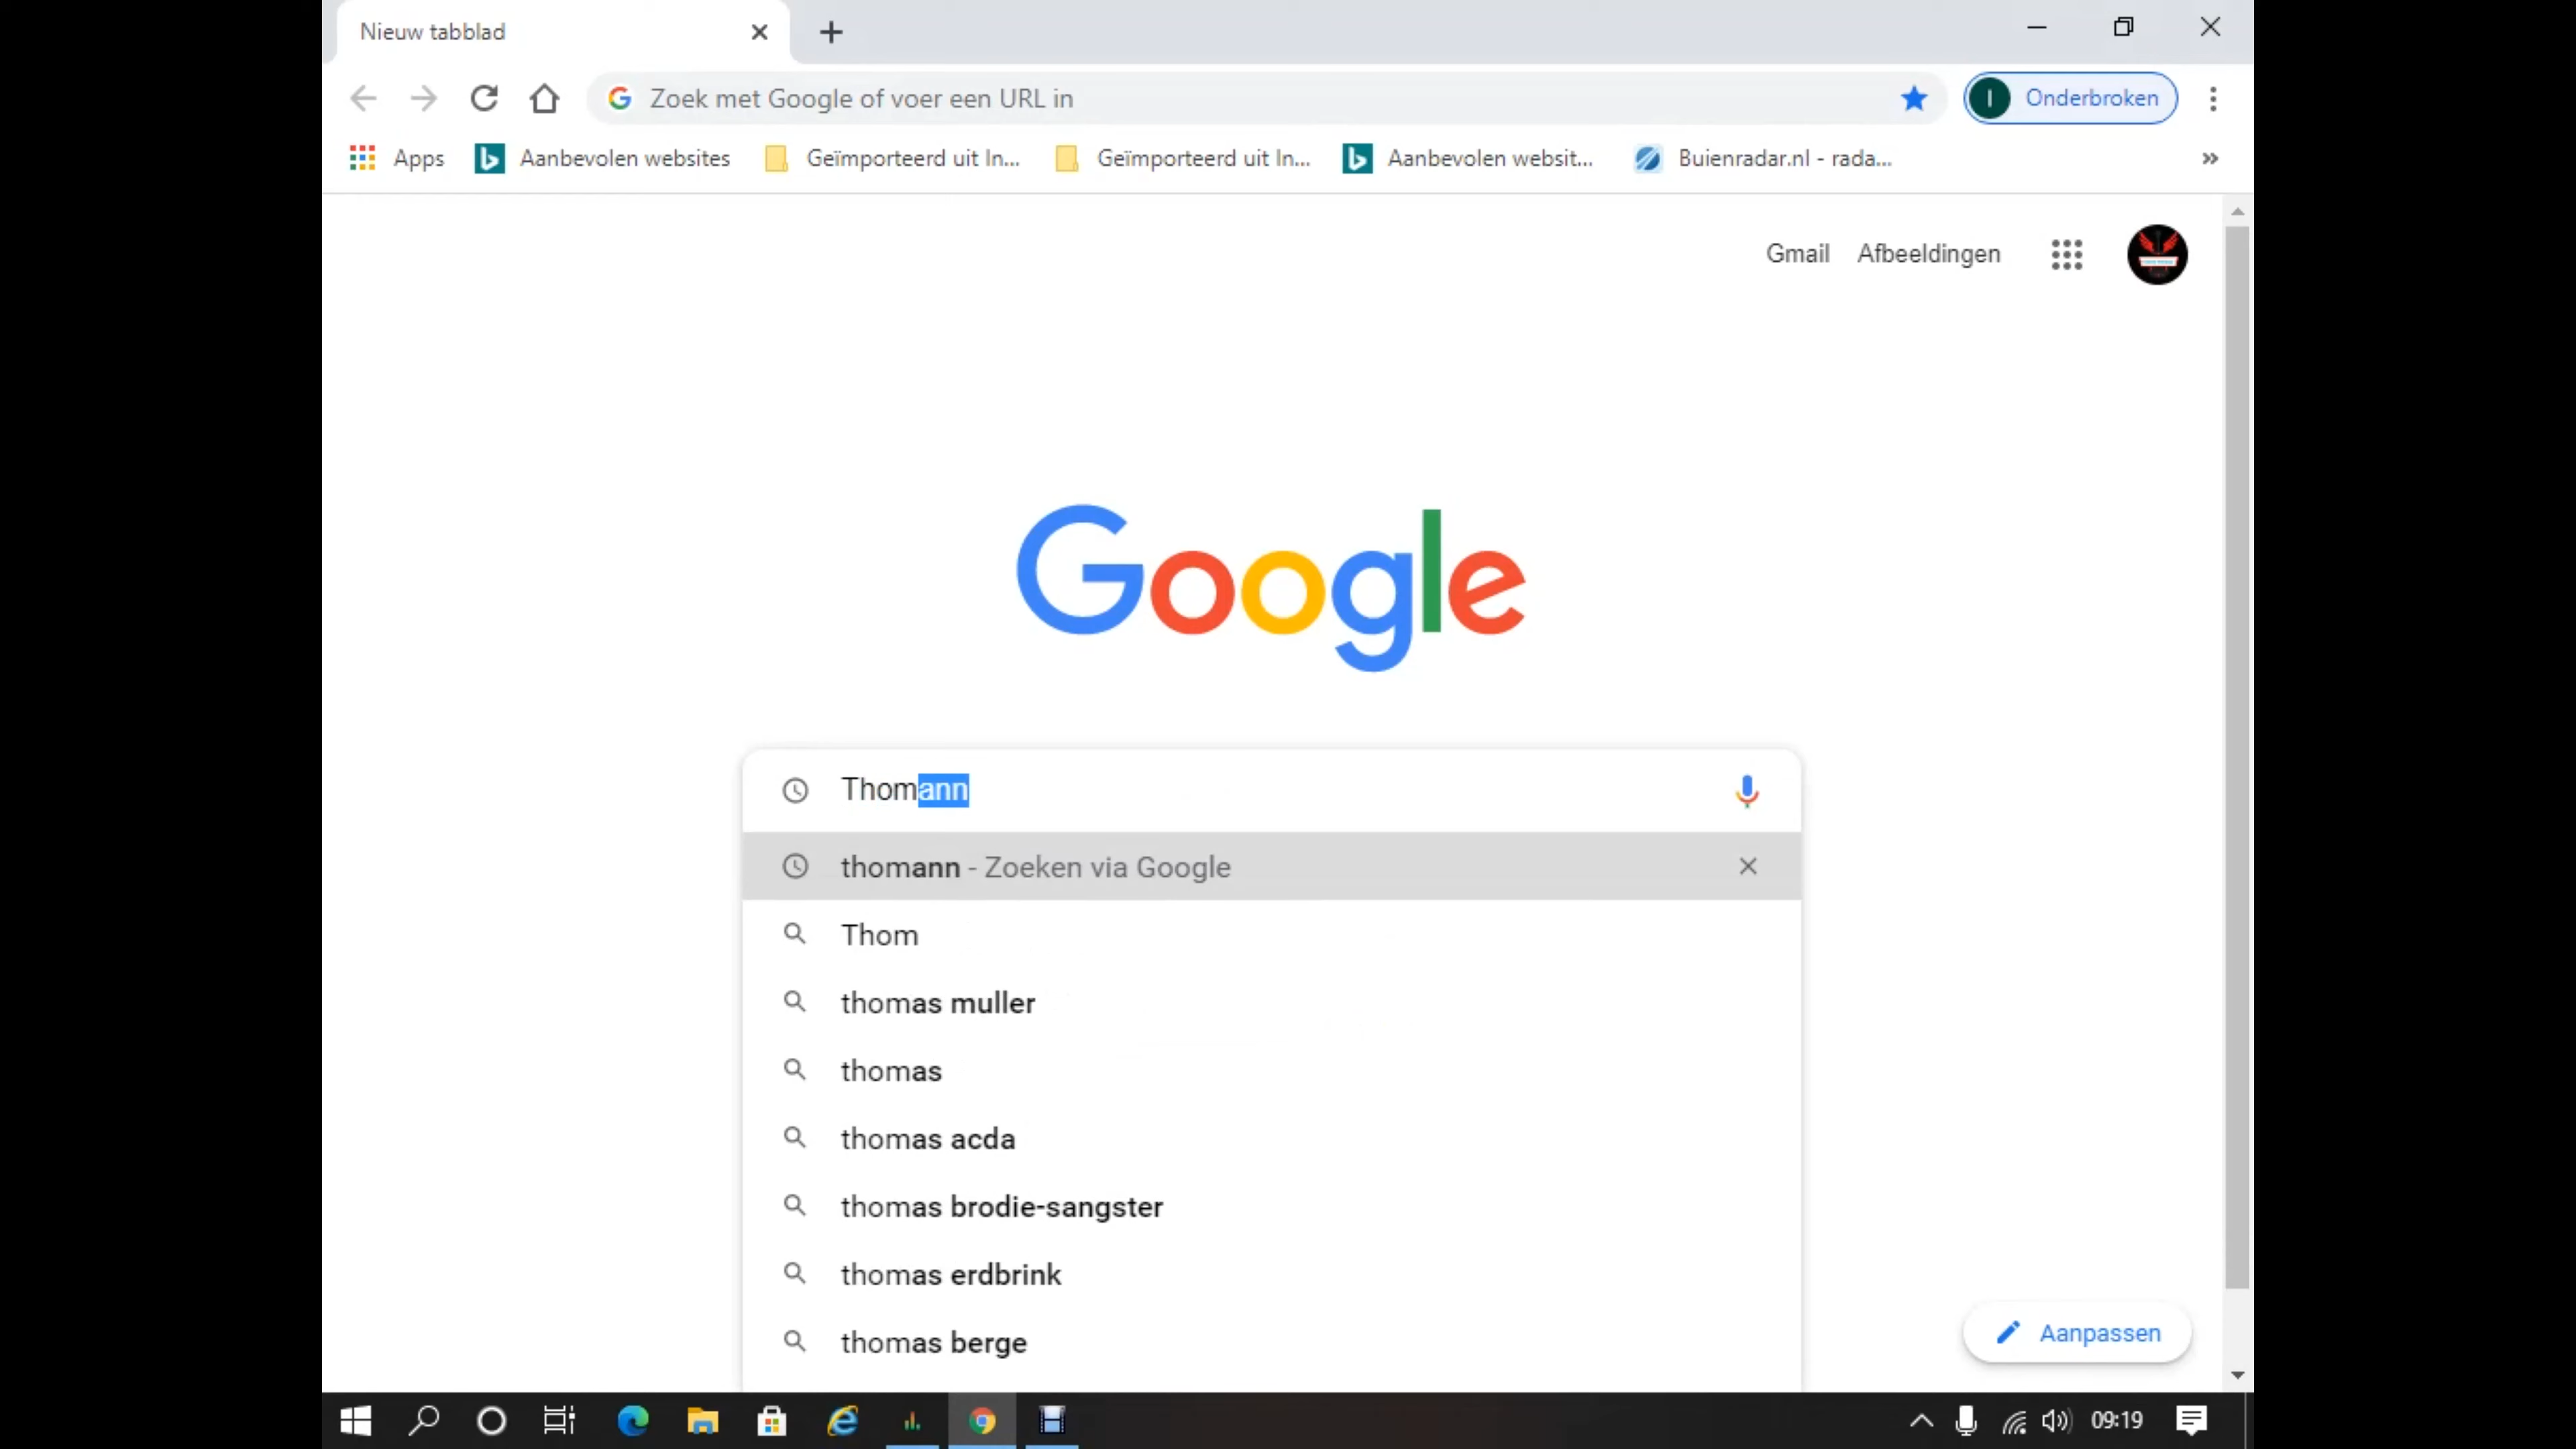 Nieuw tabblad
Zoek met Google of voer een URL in
Onderbroken
Apps
Aanbevolen websites
Geïmporteerd uit In...
Geïmporteerd uit In...
Aanbevolen websit...
Buienradar.nl - rada...
»
Gmail
Afbeeldingen
Google
Thomann
thomann - Zoeken via Google
Thom
thomas muller
thomas
thomas acda
thomas brodie-sangster
thomas erdbrink
thomas berge
Aanpassen
09:19